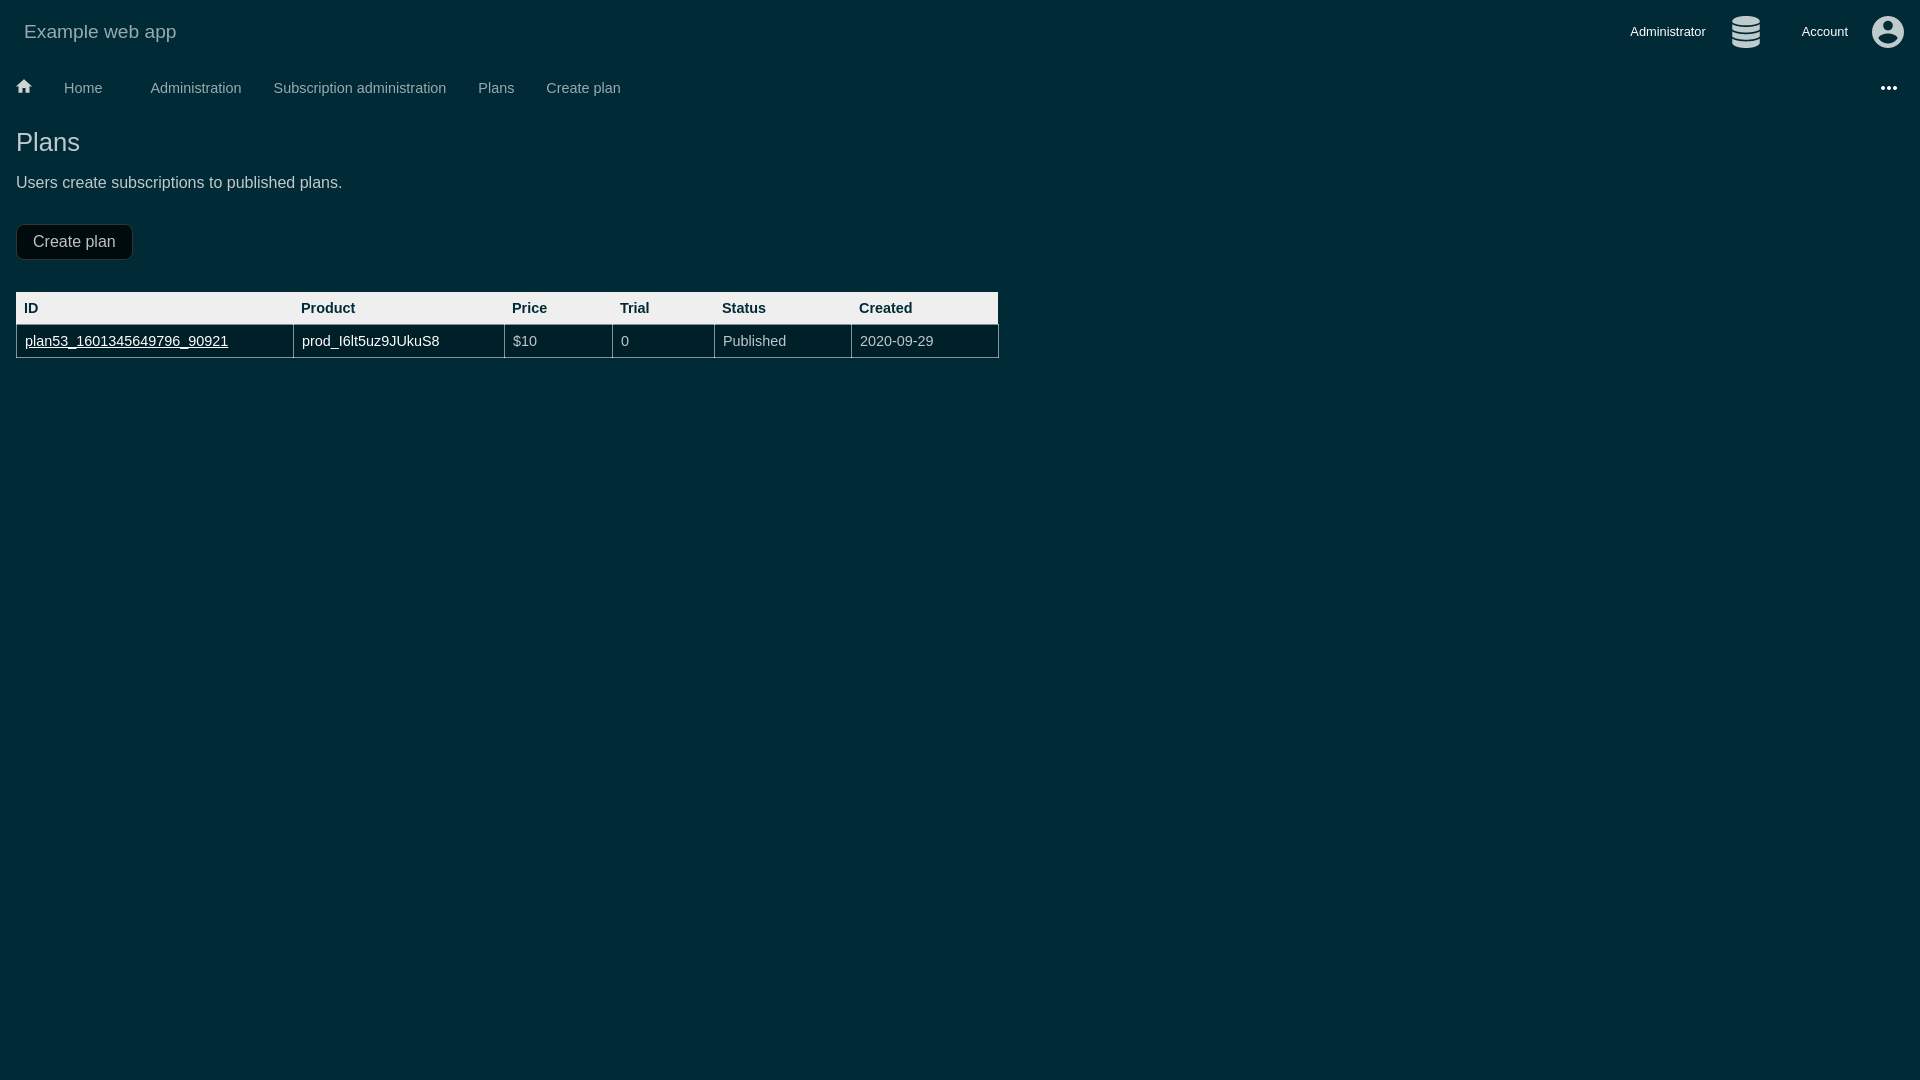 Example web app
Administrator
Account
Home
Administration
Subscription administration
Plans
Create plan
Plans
Users create subscriptions to published plans.
Create plan
ID Product Price Trial Status Created
plan53_1601345649796_90921 prod_I6lt5uz9JUkuS8 $10 0 Published 2020-09-29